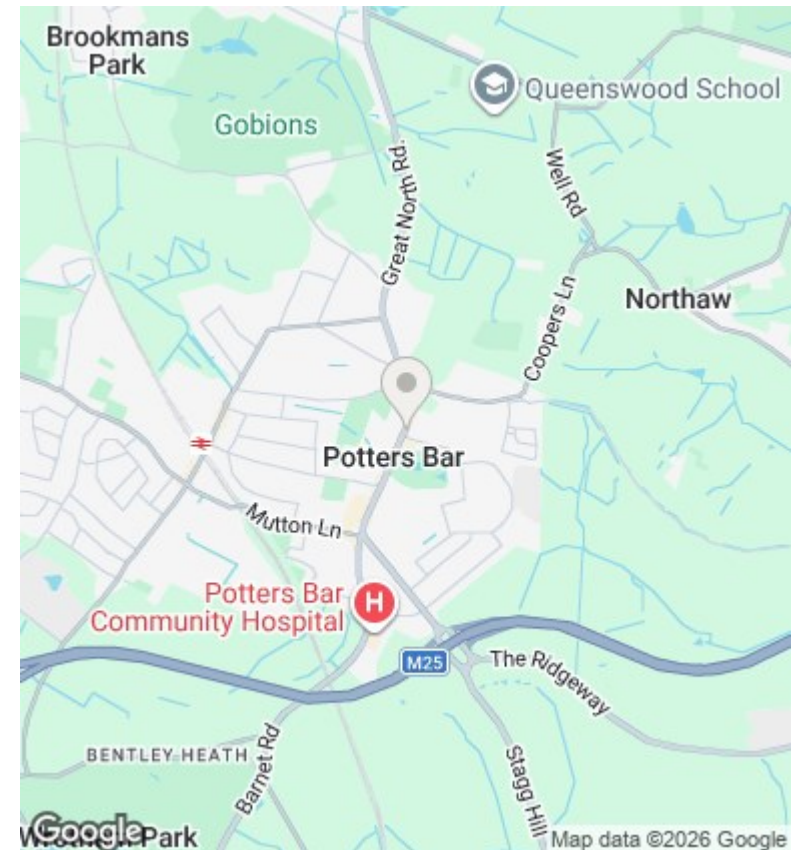 Brookmans
Park
Queenswood School
Gobions
Great North Rd.
Well Rd
Northaw
Coopers Ln
Potters Bar
Mutton Ln
Potters Bar
Community Hospital
H
M25
The Ridgeway
BENTLEY HEATH
Barnet Rd
Stagg Hill
Wrotham Park
Google
Map data ©2026 Google